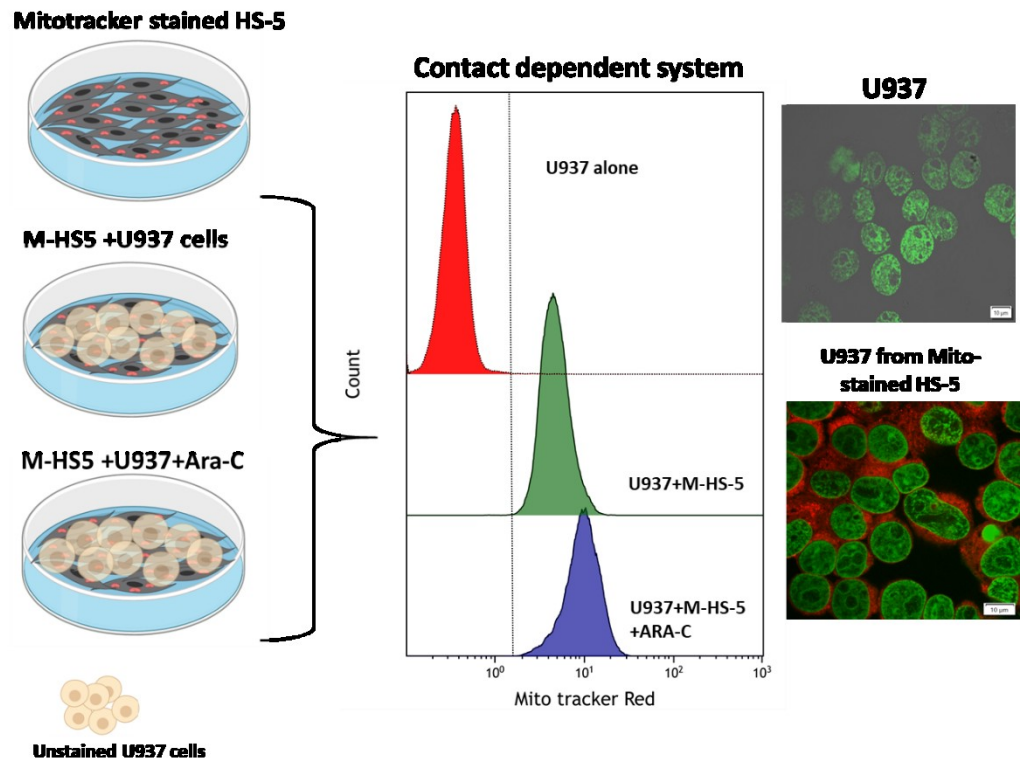 Mitotracker stained HS-5
M-HS5 +U937 cells
M-HS5 +U937+Ara-C
Unstained U937 cells
Contact dependent system
U937 alone
U937+M-HS-5
U937+M-HS-5
+ARA-C
Count
10⁰
10¹
10²
10³
Mito tracker Red
U937
10 µm
U937 from Mito-
stained HS-5
10 µm